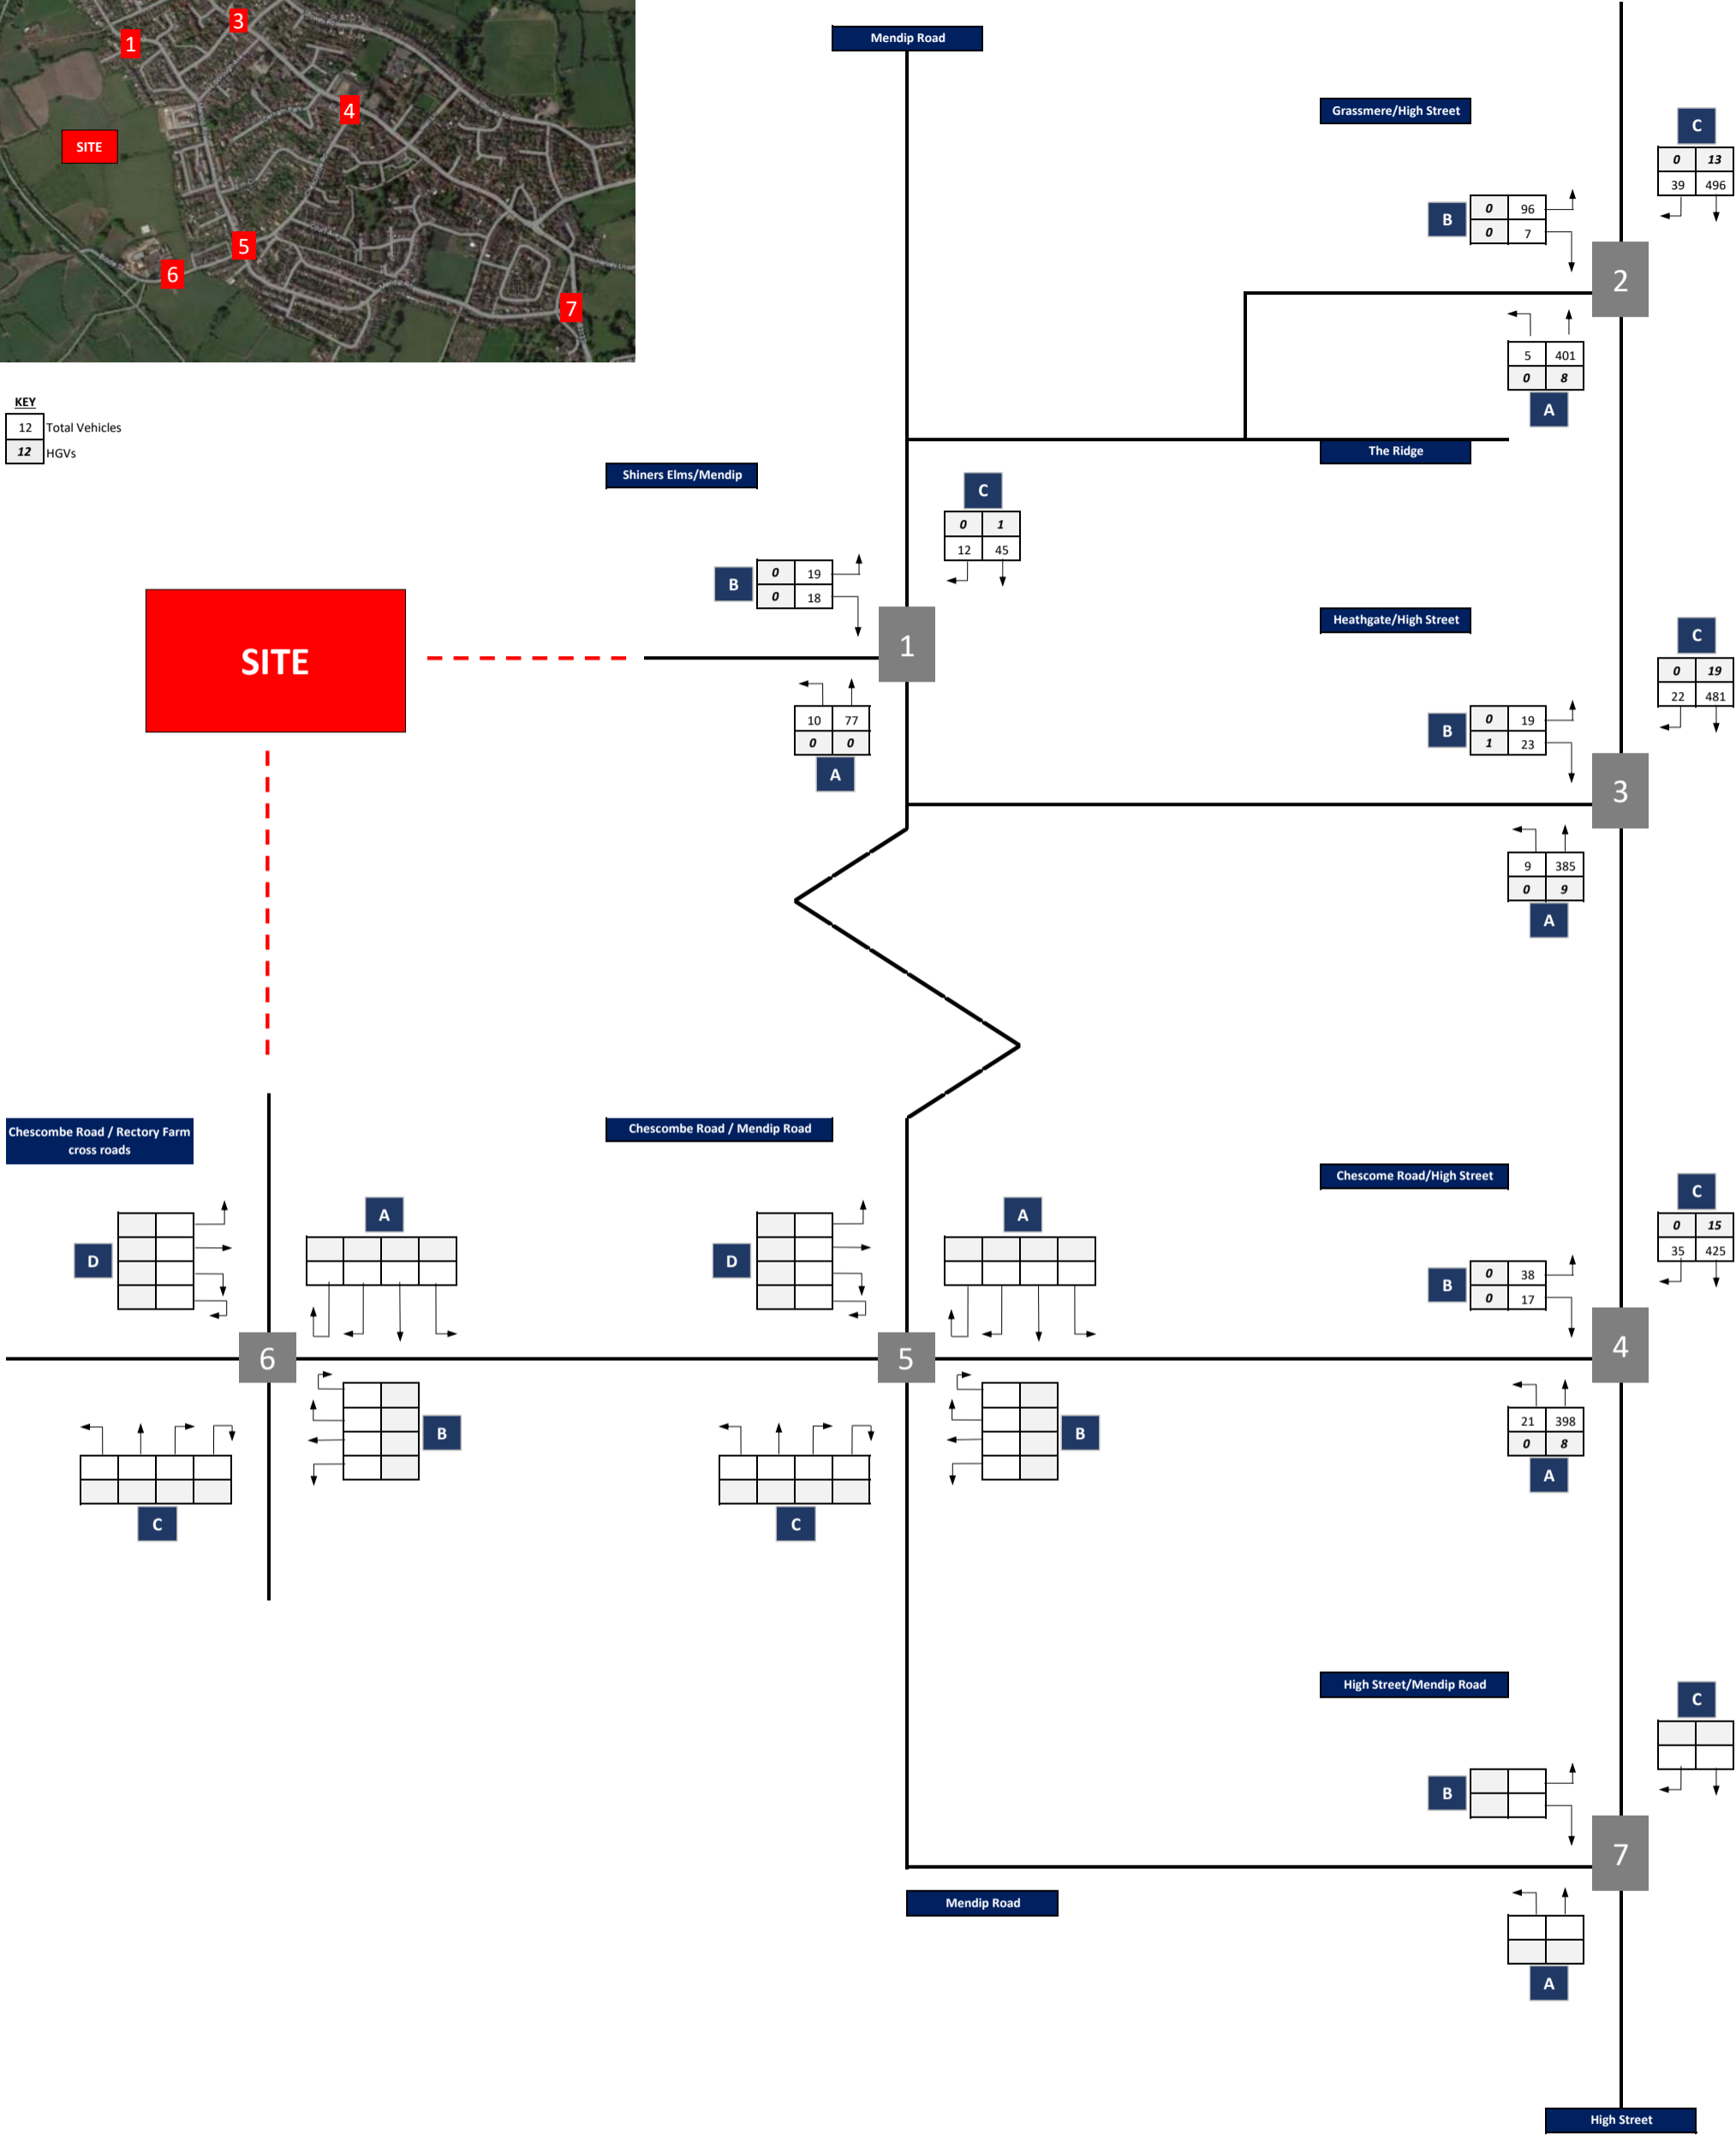 3
1
4
SITE
5
6
7
KEY
12 Total Vehicles
12 HGVs
Mendip Road
Grassmere/High Street
C
0 13
39 496
B
0 96
0 7
2
5 401
0 8
A
The Ridge
Shiners Elms/Mendip
C
0 1
12 45
B
0 19
0 18
1
SITE
10 77
0 0
A
Heathgate/High Street
C
0 19
22 481
B
0 19
1 23
3
9 385
0 9
A
Chescombe Road / Rectory Farm
cross roads
D
A
6
B
C
Chescombe Road / Mendip Road
D
A
5
B
C
Chescome Road/High Street
C
0 15
35 425
B
0 38
0 17
4
21 398
0 8
A
High Street/Mendip Road
C
B
7
Mendip Road
A
High Street